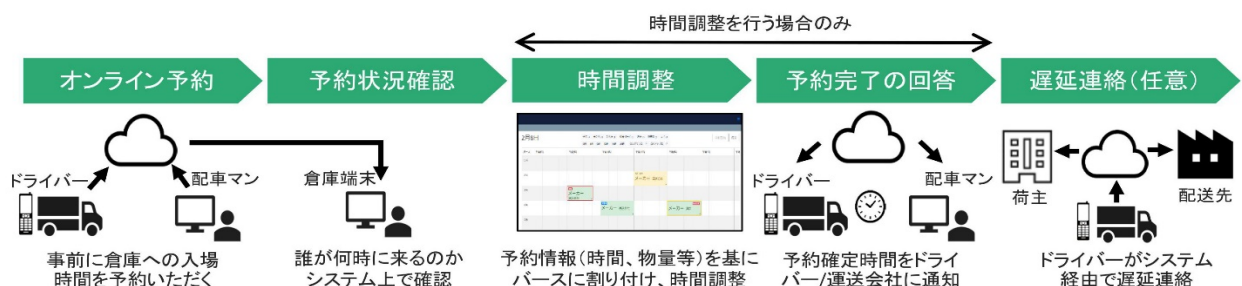 時間調整を行う場合のみ
オンライン予約
予約状況確認
時間調整
予約完了の回答
遅延連絡(任意)
ドライバー
配車マン
倉庫端末
ドライバー
配車マン
荷主
配送先
事前に倉庫への入場
時間を予約いただく
誰が何時に来るのか
システム上で確認
予約情報(時間、物量等)を基に
バースに割り付け、時間調整
予約確定時間をドライ
バー/運送会社に通知
ドライバーがシステム
経由で遅延連絡